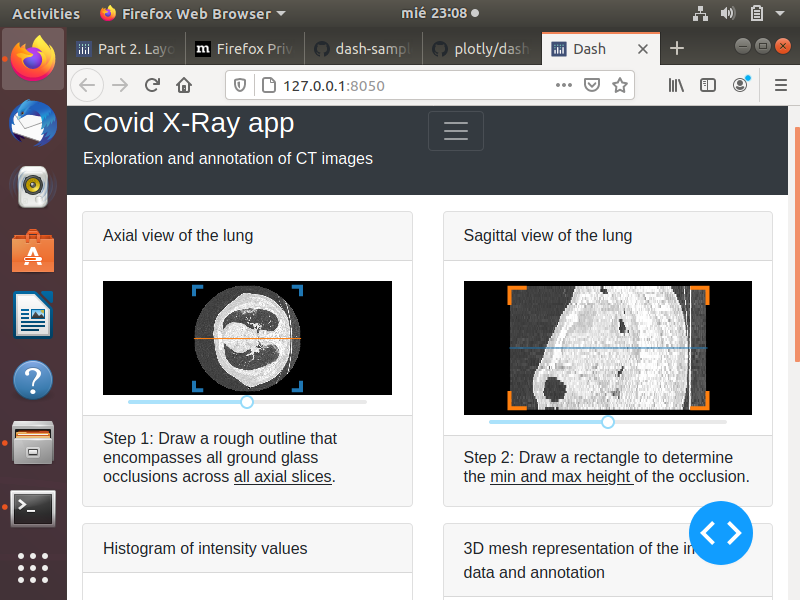 Activities
Firefox Web Browser
mié 23:08
Part 2. Layo
Firefox Priv
dash-sampl
plotly/dash
Dash
127.0.0.1:8050
Covid X-Ray app
Exploration and annotation of CT images
Axial view of the lung
Step 1: Draw a rough outline that
encompasses all ground glass
occlusions across all axial slices.
Sagittal view of the lung
Step 2: Draw a rectangle to determine
the min and max height of the occlusion.
Histogram of intensity values
3D mesh representation of the
data and annotation